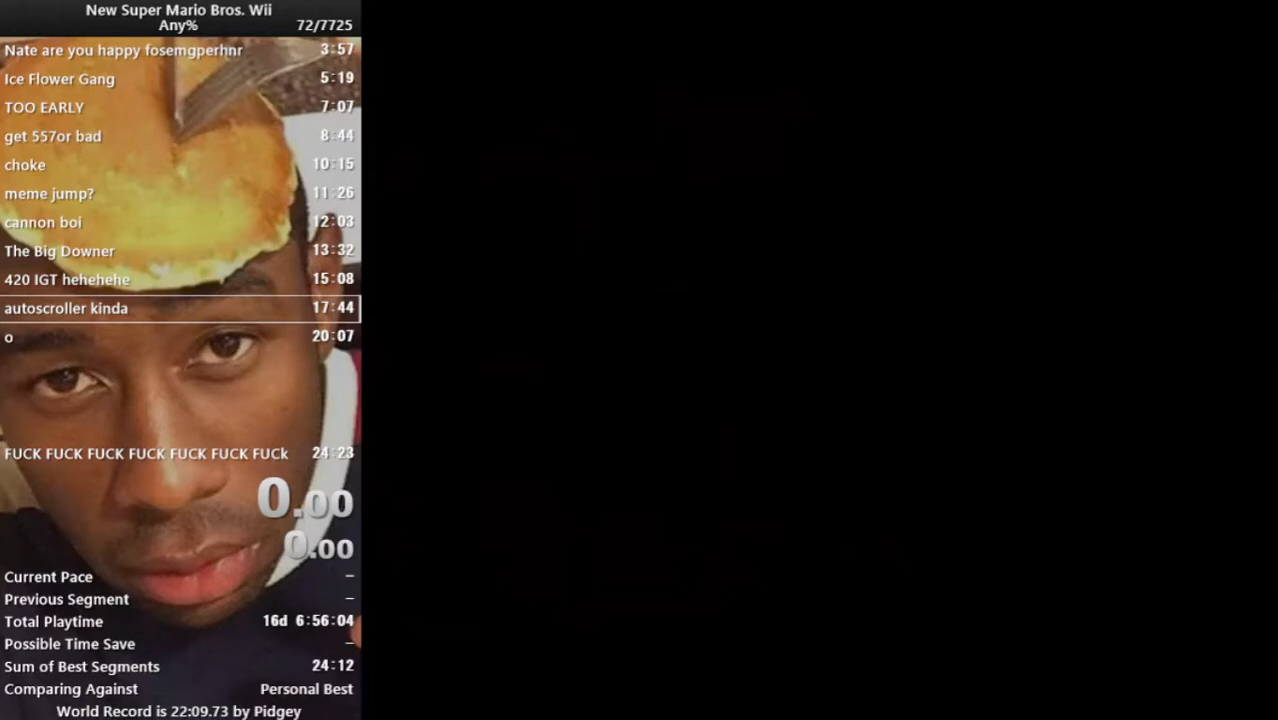 New Super Mario Bros. Wii
Any% 72/7725
Nate are you happy fosemgperhnr 3:57
Ice Flower Gang 5:19
TOO EARLY 7:07
get 557or bad 8:44
choke 10:15
meme jump? 11:26
cannon boi 12:03
The Big Downer 13:32
420 IGT hehehehe 15:08
autoscroller kinda 17:44
o 20:07
FUCK FUCK FUCK FUCK FUCK FUCK FUCk 24:23
0.00
0.00
Current Pace –
Previous Segment –
Total Playtime 16d 6:56:04
Possible Time Save –
Sum of Best Segments 24:12
Comparing Against Personal Best
World Record is 22:09.73 by Pidgey